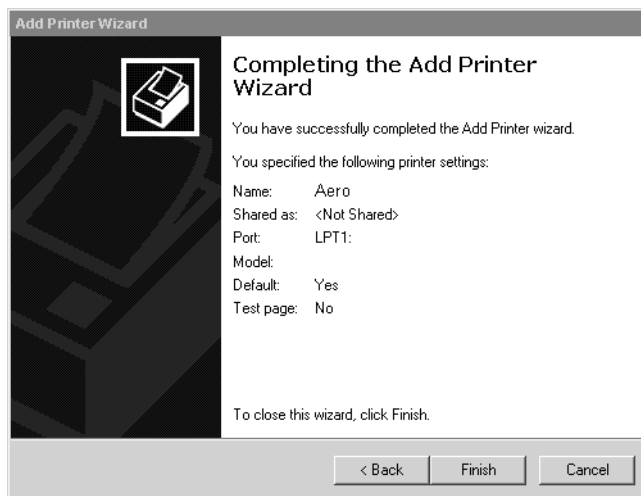 Add Printer Wizard
Completing the Add Printer
Wizard
You have successfully completed the Add Printer wizard.
You specified the following printer settings:
Name: Aero
Shared as: <Not Shared>
Port: LPT1:
Model:
Default: Yes
Test page: No
To close this wizard, click Finish.
< Back Finish Cancel